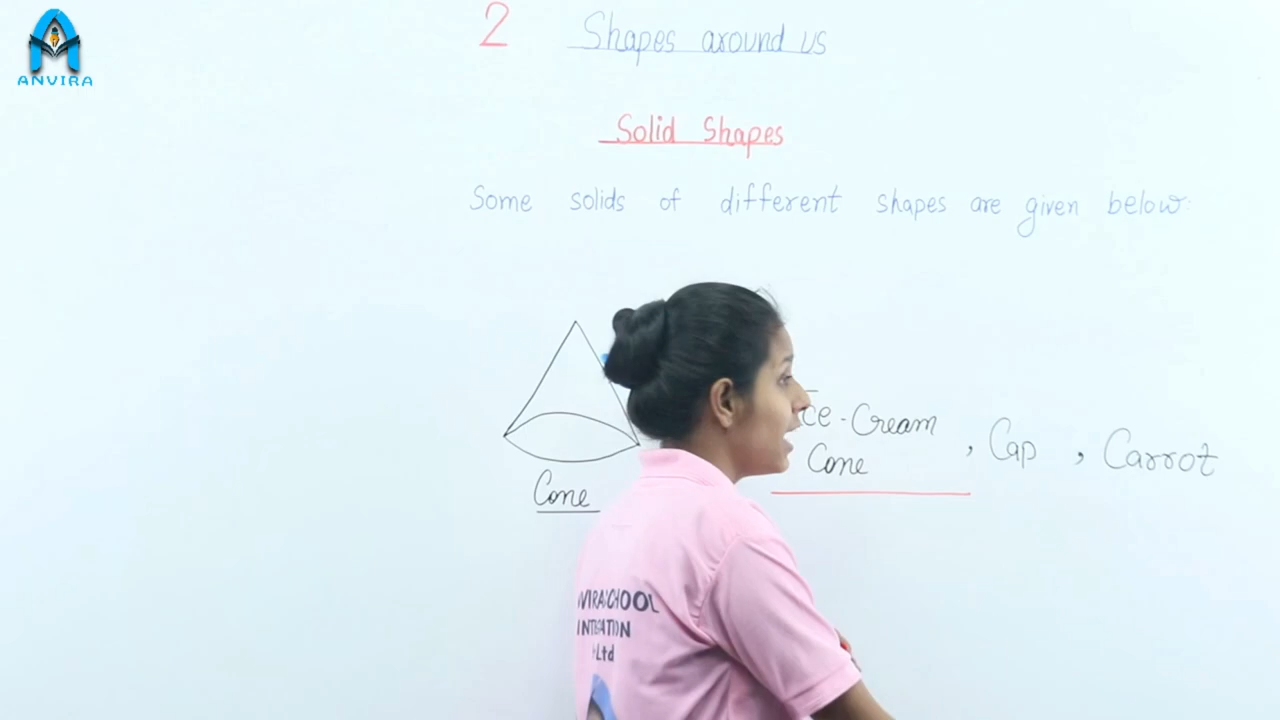 ANVIRA
2 Shapes around us
Solid Shapes
Some solids of different shapes are given below:
-Cream
Cone
, Cap , Carrot
Cone
Ltd